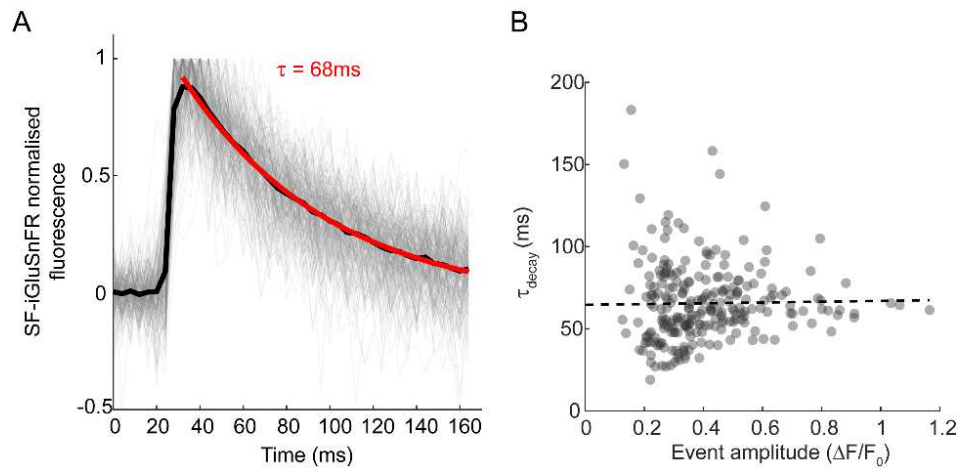 A
B
1
0.5
0
-0.5
SF-iGluSnFR normalised
fluorescence
τ = 68ms
0 20 40 60 80 100 120 140 160
Time (ms)
200
150
100
50
0
τdecay (ms)
0 0.2 0.4 0.6 0.8 1 1.2
Event amplitude (ΔF/F0)